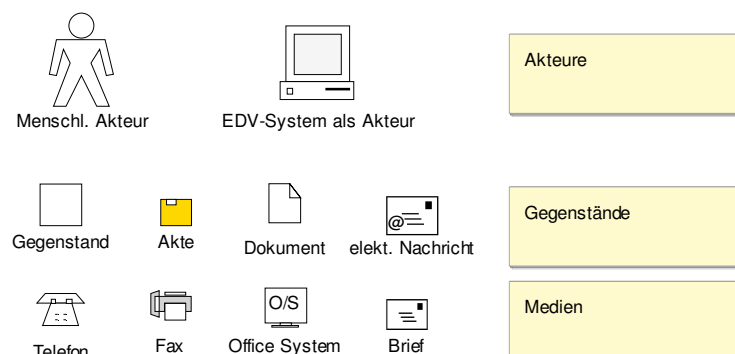 Akteure
Menschl. Akteur
EDV-System als Akteur
Gegenstände
Gegenstand
Akte
Dokument
@
elekt. Nachricht
Medien
O/S
Telefon
Fax
Office System
Brief